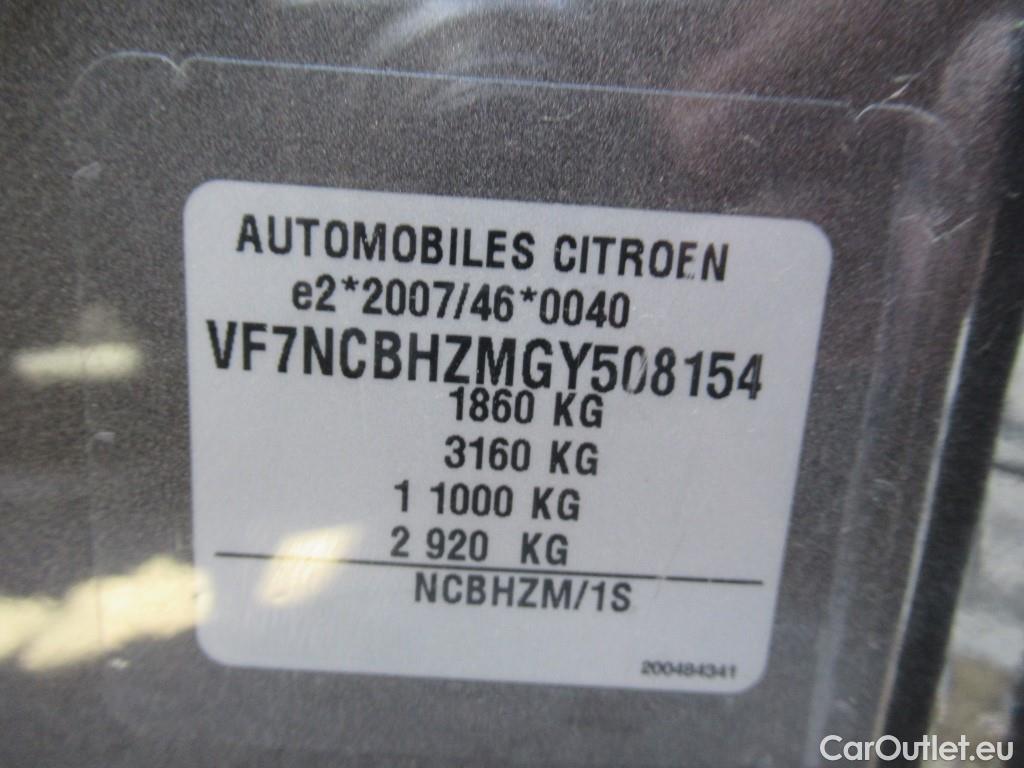 AUTOMOBILES CITROEN
e2*2007/46*0040
VF7NCBHZMGY508154
1860 KG
3160 KG
1 1000 KG
2 920 KG
NCBHZM/1S
200484341
CarOutlet.eu